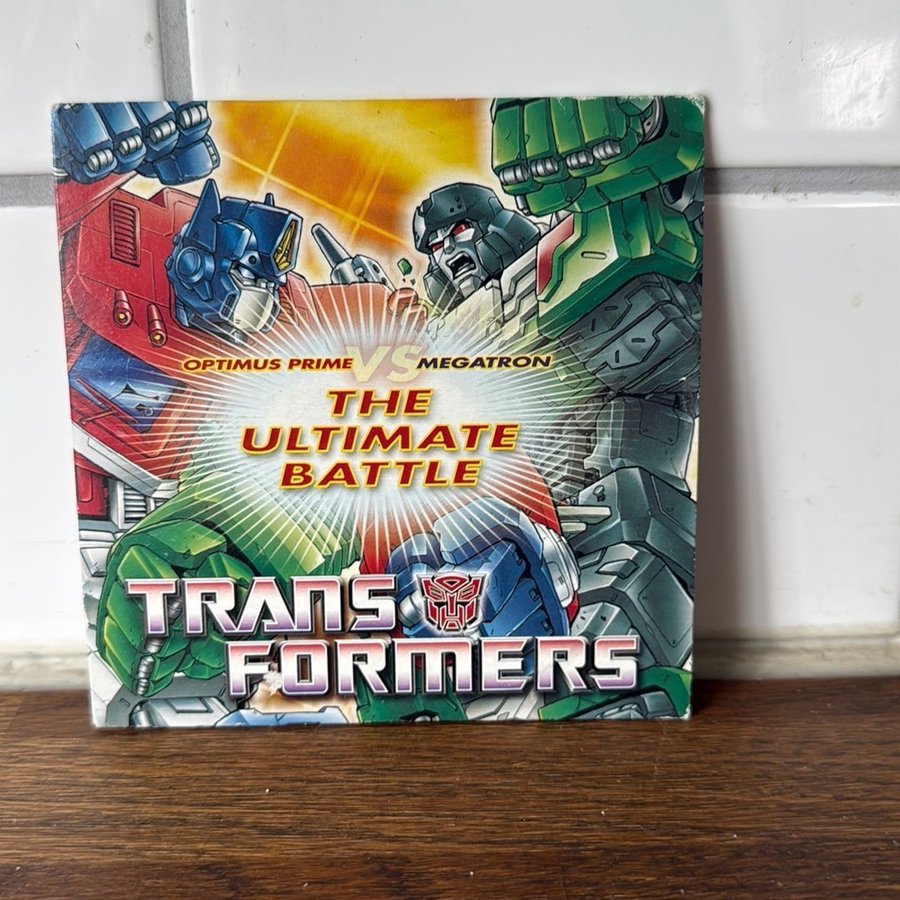 OPTIMUS PRIME VS MEGATRON
THE
ULTIMATE
BATTLE
TRANS
FORMERS